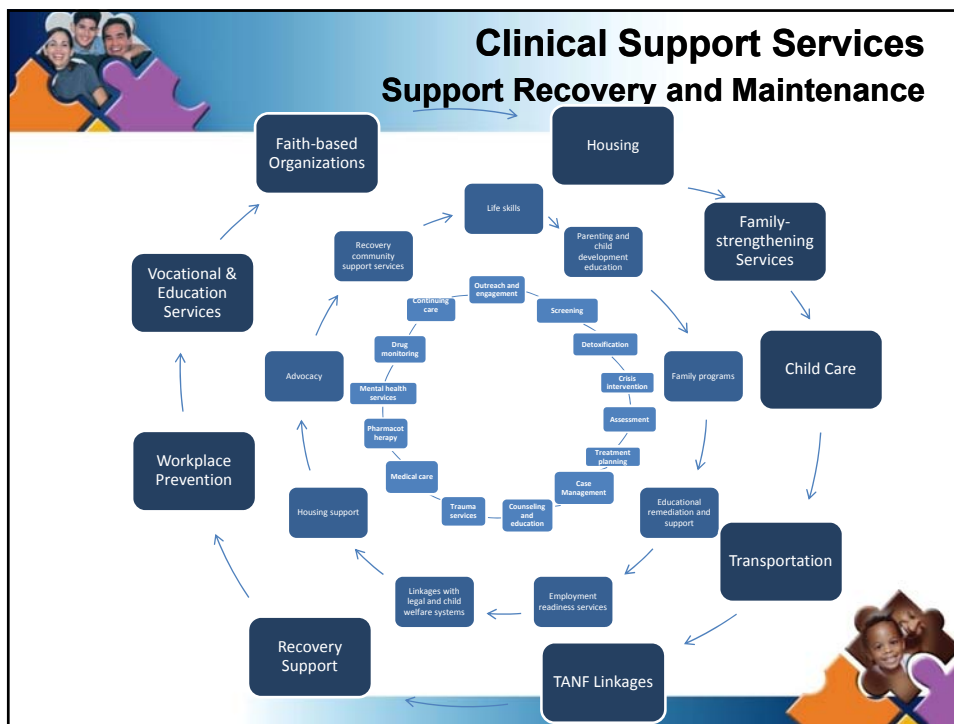 Clinical Support Services
Support Recovery and Maintenance
Faith-based
Organizations
Housing
Family-
strengthening
Services
Child Care
Transportation
TANF Linkages
Recovery
Support
Workplace
Prevention
Vocational &
Education
Services
Life skills
Parenting and
child
development
education
Family programs
Educational
remediation and
support
Employment
readiness services
Linkages with
legal and child
welfare systems
Housing support
Advocacy
Recovery
community
support services
Outreach and
engagement
Screening
Detoxification
Crisis
intervention
Assessment
Treatment
planning
Case
Management
Counseling and
education
Trauma
services
Medical care
Pharmacot
herapy
Mental health
services
Drug
monitoring
Continuing
care